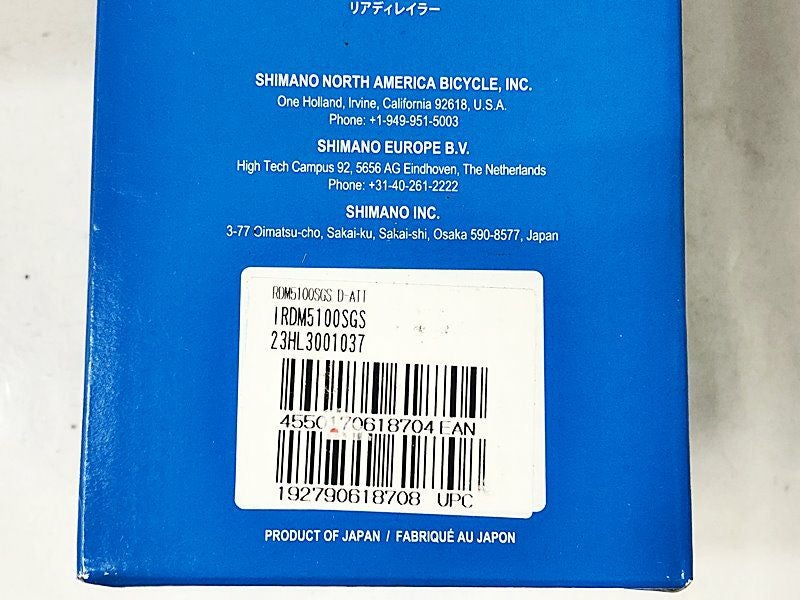 リアディレイラー
SHIMANO NORTH AMERICA BICYCLE, INC.
One Holland, Irvine, California 92618, U.S.A.
Phone: +1-949-951-5003
SHIMANO EUROPE B.V.
High Tech Campus 92, 5656 AG Eindhoven, The Netherlands
Phone: +31-40-261-2222
SHIMANO INC.
3-77 Oimatsu-cho, Sakai-ku, Sakai-shi, Osaka 590-8577, Japan
RDM5100SGS D-ATI
IRDM5100SGS
23HL3001037
4550170618704 EAN
192790618708 UPC
PRODUCT OF JAPAN / FABRIQUÉ AU JAPON